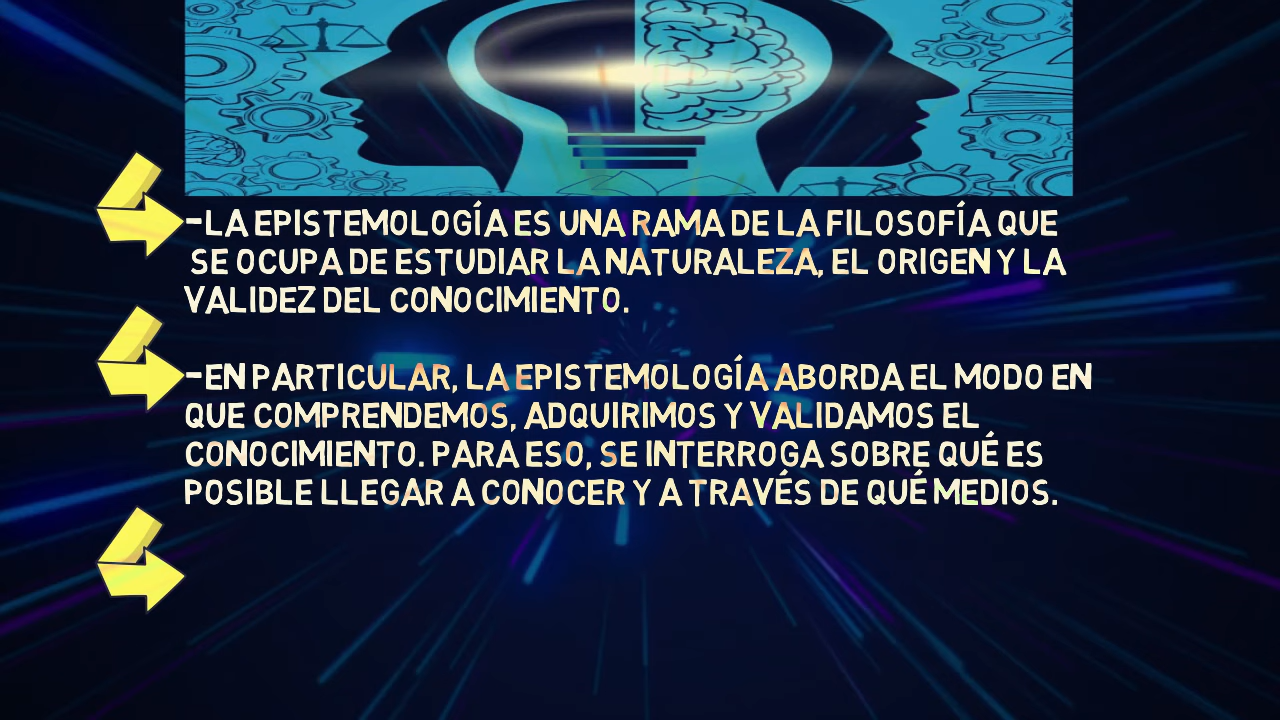 -LA EPISTEMOLOGÍA ES UNA RAMA DE LA FILOSOFÍA QUE
SE OCUPA DE ESTUDIAR LA NATURALEZA, EL ORIGEN Y LA
VALIDEZ DEL CONOCIMIENTO.
-EN PARTICULAR, LA EPISTEMOLOGÍA ABORDA EL MODO EN
QUE COMPRENDEMOS, ADQUIRIMOS Y VALIDAMOS EL
CONOCIMIENTO. PARA ESO, SE INTERROGA SOBRE QUÉ ES
POSIBLE LLEGAR A CONOCER Y A TRAVÉS DE QUÉ MEDIOS.